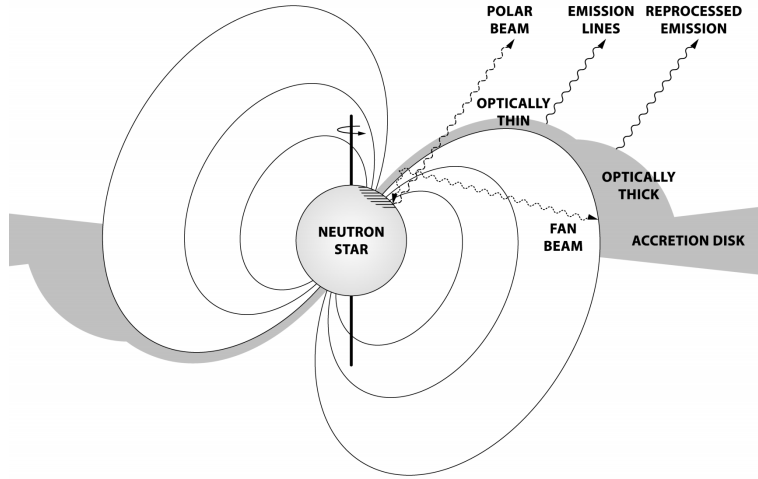 POLAR
BEAM
EMISSION
LINES
REPROCESSED
EMISSION
OPTICALLY
THIN
OPTICALLY
THICK
NEUTRON
STAR
FAN
BEAM
ACCRETION DISK